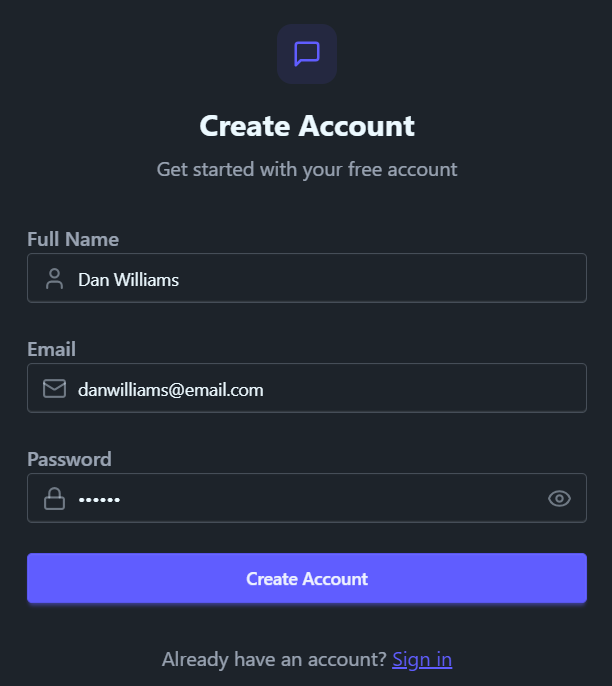 Create Account
Get started with your free account
Full Name
Dan Williams
Email
danwilliams@email.com
Password
••••••
Create Account
Already have an account? Sign in